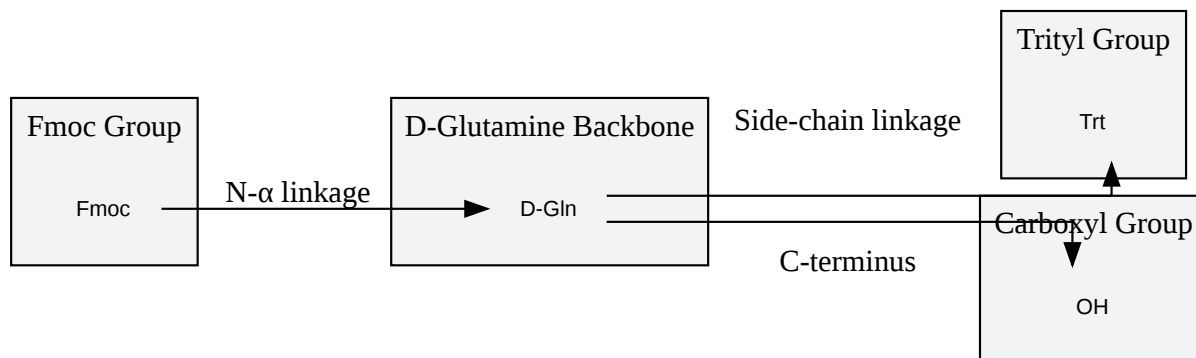 Trityl Group
Trt
Fmoc Group
Fmoc
N-α linkage
D-Glutamine Backbone
D-Gln
Side-chain linkage
C-terminus
Carboxyl Group
OH